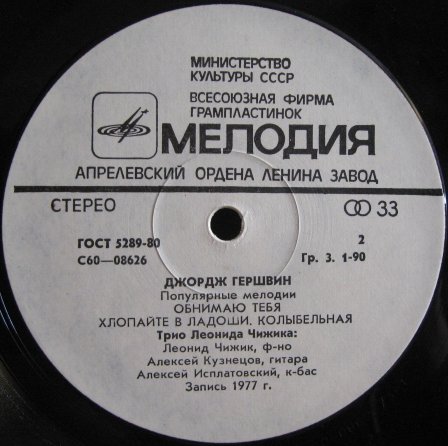 МИНИСТЕРСТВО
КУЛЬТУРЫ СССР
ВСЕСОЮЗНАЯ ФИРМА
ГРАМПЛАСТИНОК
МЕЛОДИЯ
АПРЕЛЕВСКИЙ ОРДЕНА ЛЕНИНА ЗАВОД
СТЕРЕО 33
ГОСТ 5289-80 2
С60—08626 Гр. 3. 1-90
ДЖОРДЖ ГЕРШВИН
Популярные мелодии
ОБНИМАЮ ТЕБЯ
ХЛОПАЙТЕ В ЛАДОШИ. КОЛЫБЕЛЬНАЯ
Трио Леонида Чижика:
Леонид Чижик, ф-но
Алексей Кузнецов, гитара
Алексей Исплатовский, к-бас
Запись 1977 г.